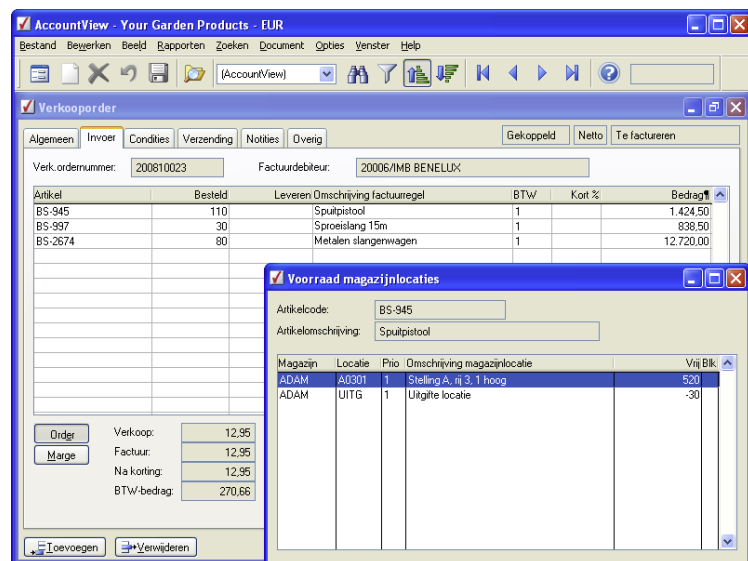 AccountView - Your Garden Products - EUR
Bestand Bewerken Beeld Rapporten Zoeken Document Opties Venster Help
(AccountView)
Verkooporder
Algemeen Invoer Condities Verzending Notities Overig Gekoppeld Netto Te factureren
Verk.ordernummer: 200810023 Factuurdebiteur: 20006/IMB BENELUX
Artikel Besteld Leveren Omschrijving factuurregel BTW Kort % Bedrag¶
BS-945 110 Spuitpistool 1 1.424,50
BS-997 30 Sproeislang 15m 1 838,50
BS-2674 80 Metalen slangenwagen 1 12.720,00
Voorraad magazijnlocaties
Artikelcode: BS-945
Artikelomschrijving: Spuitpistool
Magazijn Locatie Prio Omschrijving magazijnlocatie Vrij Blk
ADAM A0301 1 Stelling A, rij 3, 1 hoog 520
ADAM UITG 1 Uitgifte locatie -30
Order Verkoop: 12,95
Marge Factuur: 12,95
Na korting: 12,95
BTW-bedrag: 270,66
Toevoegen Verwijderen